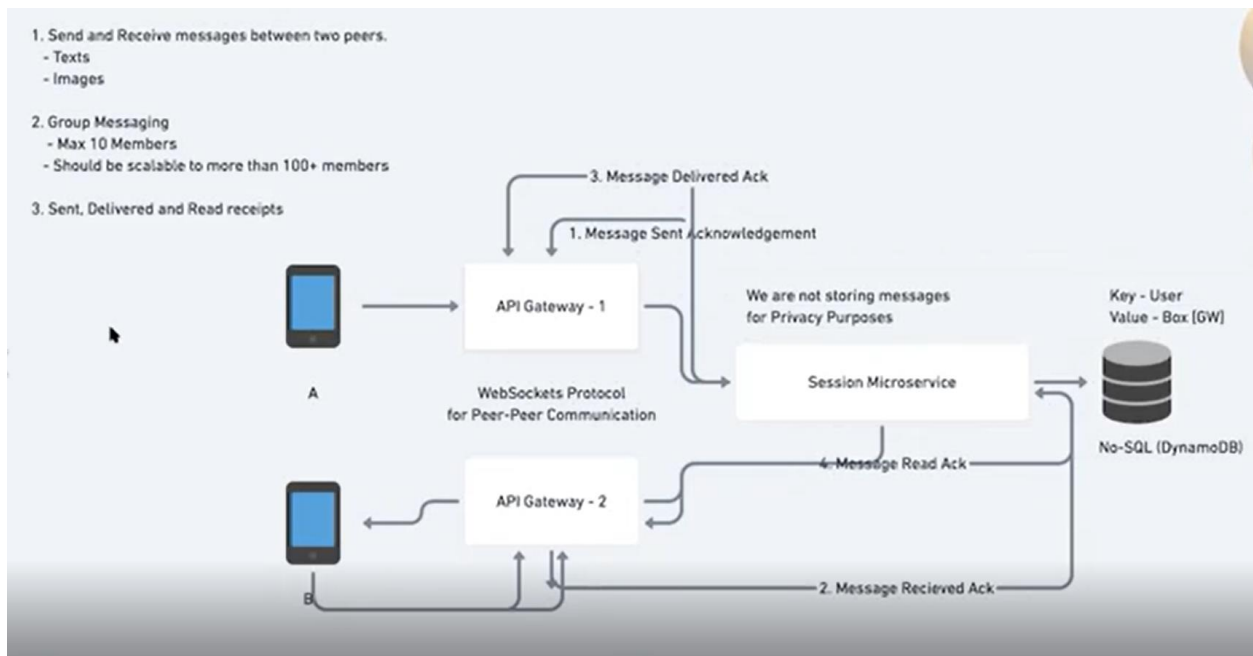 1. Send and Receive messages between two peers.
- Texts
- Images
2. Group Messaging
- Max 10 Members
- Should be scalable to more than 100+ members
3. Sent, Delivered and Read receipts
3. Message Delivered Ack
1. Message Sent Acknowledgement
API Gateway - 1
We are not storing messages
for Privacy Purposes
Key - User
Value - Box [GW]
Session Microservice
A
WebSockets Protocol
for Peer-Peer Communication
No-SQL (DynamoDB)
4. Message Read Ack
API Gateway - 2
2. Message Recieved Ack
B